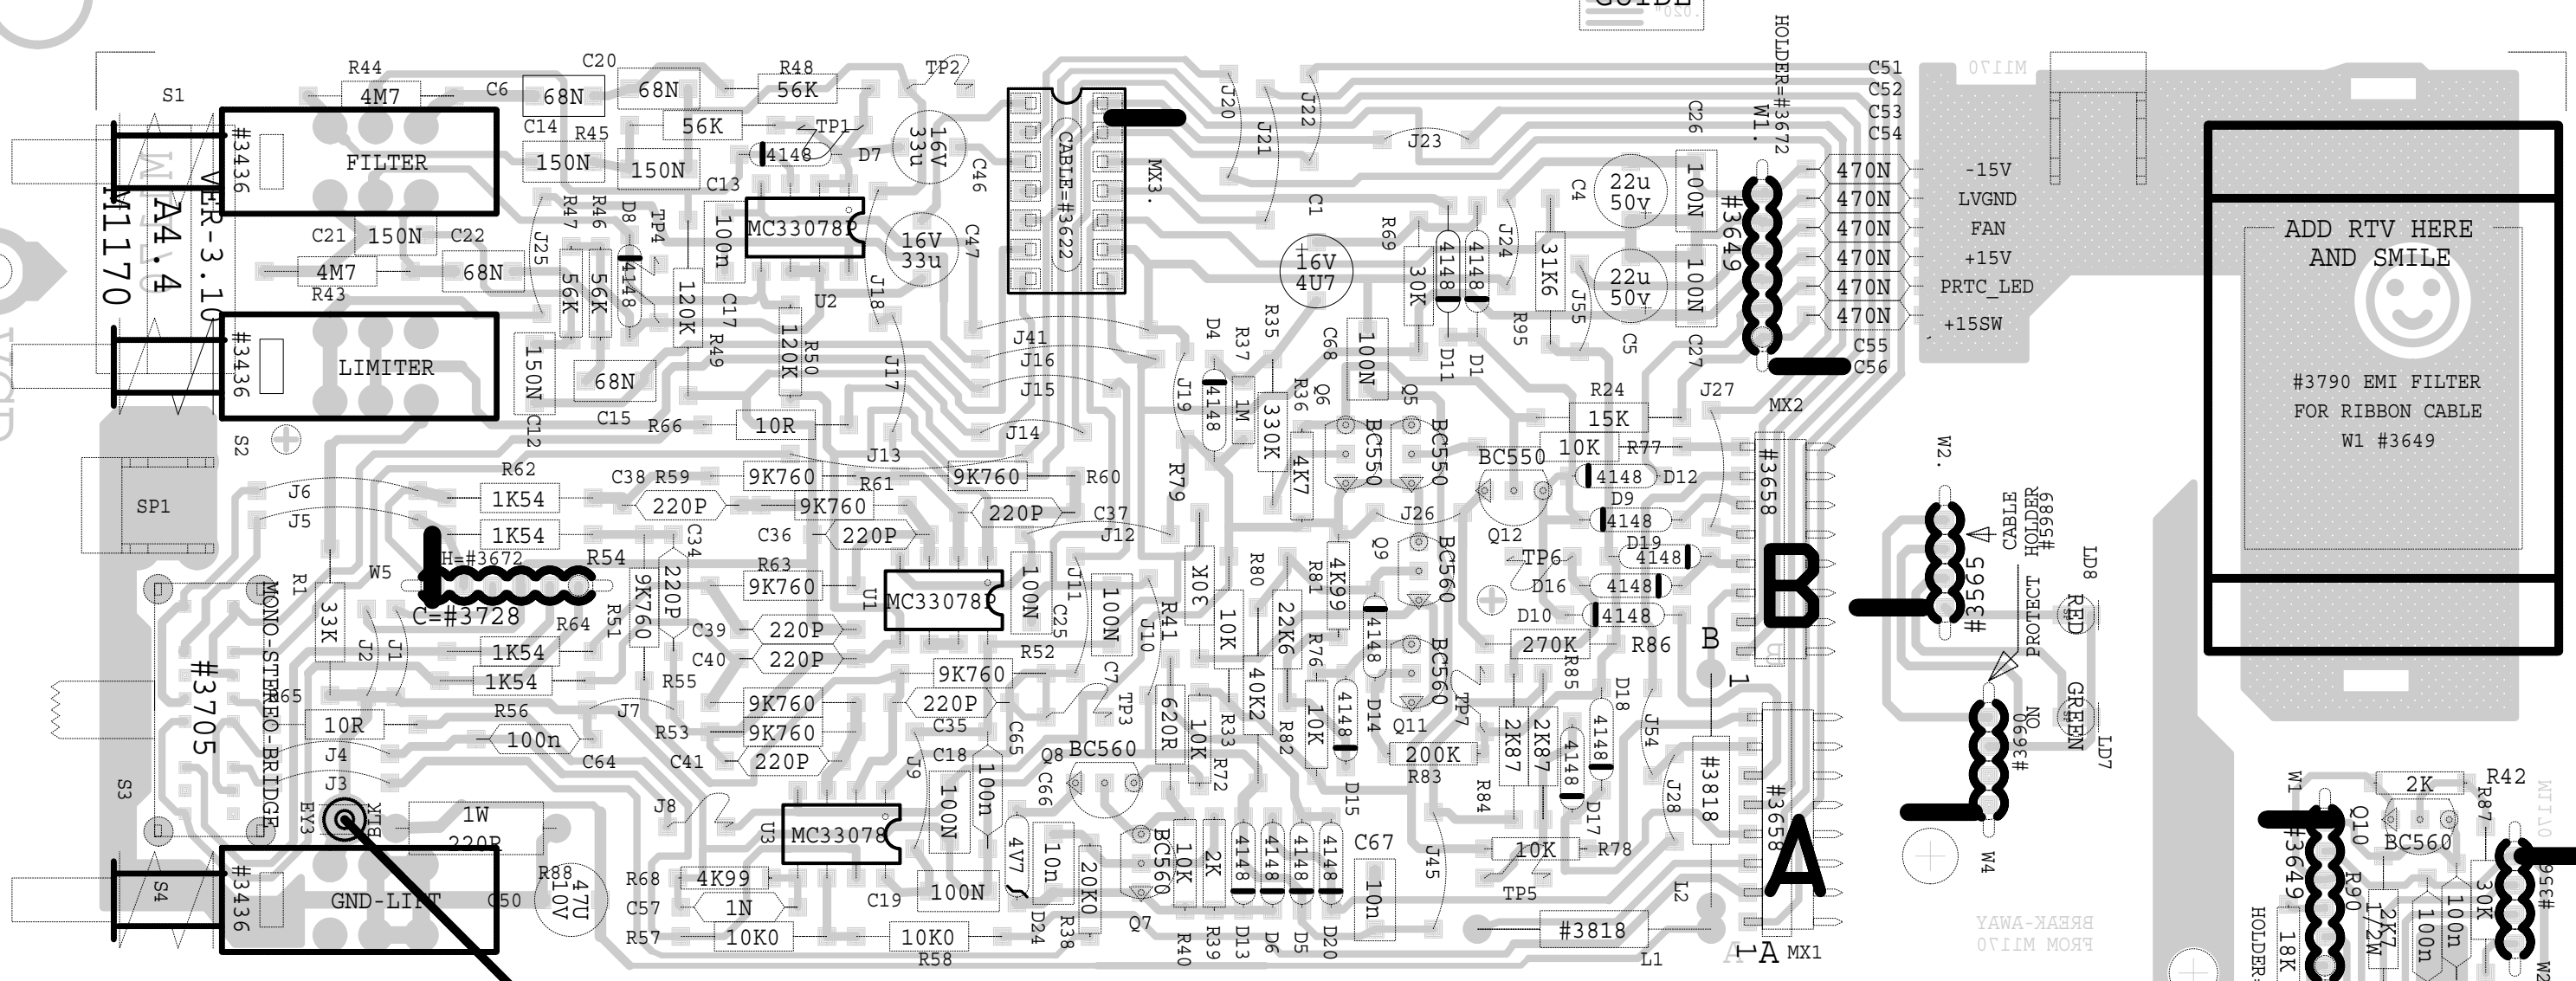 GUIDE
.020"
HOLDER=#3672
W1.
M1170
R44
C6
C20
R48
TP2
J20
J21
J22
C51
C52
C53
C54
S1
4M7
68N
68N
56K
C14
R45
56K
TP1
4148
D7
16V
33u
C46
CABLE=#3622
MX3.
J23
C26
#3436
FILTER
150N
150N
C13
M1170
A4.4
VER-3.10
C21
150N
C22
R47
R46
D8
TP4
100n
MC33078P
16V
33u
C47
C1
R69
J24
C4
22u
50v
100N
#3649
470N
-15V
470N
LVGND
470N
FAN
470N
+15V
470N
PRTC_LED
470N
+15SW
C55
C56
ADD RTV HERE
AND SMILE
#3790 EMI FILTER
FOR RIBBON CABLE
W1 #3649
4M7
R43
68N
J25
56K
56K
4148
120K
C17
R49
U2
J18
120K
R50
J17
16V
4U7
30K
4148
4148
D11
D1
R95
31K6
J55
22u
50v
100N
C5
C27
#3436
LIMITER
150N
C12
68N
C15
R66
10R
J41
J16
J15
J14
J13
D4
R37
R35
C68
100N
J19
4148
1M
330K
R36
4K7
Q6
Q5
BC550
BC550
R24
15K
10K
R77
J27
MX2
S2
SP1
J6
J5
R62
1K54
1K54
C38
R59
220P
9K760
R61
9K760
9K760
R60
220P
C37
C36
220P
J12
R79
J26
BC550
Q12
4148
D12
D9
4148
D19
4148
D16
4148
D10
4148
#3658
B
W2.
CABLE
HOLDER
#5989
#3565
PROTECT
LD8
RED
H=#3672
R54
W5
C=#3728
R1
33K
R64
R51
9K760
220P
C34
R63
9K760
U1
MC33078P
100N
C25
J11
100N
J10
R41
30K
10K
R80
22K6
R81
4K99
R76
Q9
BC560
4148
BC560
TP6
270K
R86
R85
B
1
MONO-STEREO-BRIDGE
#3705
J2
J1
1K54
1K54
R65
10R
R56
100n
J7
R55
C39
220P
C40
220P
R53
9K760
9K760
C41
220P
9K760
R52
220P
C35
C7
TP3
620R
10K
R33
R72
40K2
R82
10K
4148
D14
D15
Q11
TP7
200K
R83
R84
2K87
2K87
4148
4148
D18
D17
J54
J28
#3818
#3658
A
ON
#3690
GREEN
LD7
W4
S3
J4
J3
EY3
C64
J8
1W
220R
U3
MC33078
J9
C18
100N
100n
C65
C66
Q8
BC560
4V7
10n
20K0
BC560
Q7
10K
2K
4148
4148
4148
4148
C67
10n
J45
10K
R78
TP5
L2
#3818
L1
MX1
A
1
S4
#3436
GND-LIFT
C50
R88
47U
10V
R68
4K99
C57
1N
R57
10K0
10K0
R58
C19
100N
D24
R38
R40
R39
D13
D6
D5
D20
BREAK-AWAY
FROM M1170
W1
#3649
HOLDER=
18K
Q10
R90
2K
R42
BC560
R87
2K7
1/2W
100n
100n
30K
M1170